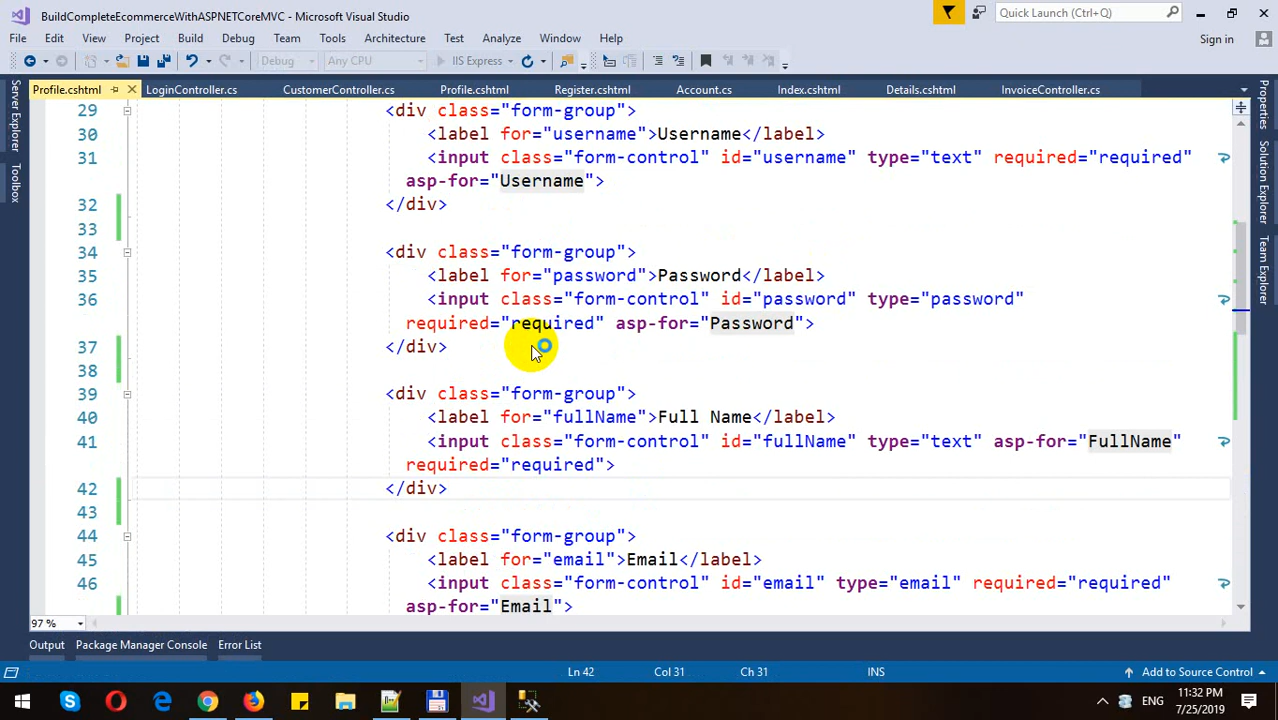 BuildCompleteEcommerceWithASPNETCoreMVC - Microsoft Visual Studio
Quick Launch (Ctrl+Q)
File Edit View Project Build Debug Team Tools Architecture Test Analyze Window Help
Sign in
Debug Any CPU IIS Express
Profile.cshtml LoginController.cs CustomerController.cs Profile.cshtml Register.cshtml Account.cs Index.cshtml Details.cshtml InvoiceController.cs
Server Explorer
Toolbox
Properties
Solution Explorer
Team Explorer
29 <div class="form-group">
30 <label for="username">Username</label>
31 <input class="form-control" id="username" type="text" required="required"
asp-for="Username">
32 </div>
33
34 <div class="form-group">
35 <label for="password">Password</label>
36 <input class="form-control" id="password" type="password"
required="required" asp-for="Password">
37 </div>
38
39 <div class="form-group">
40 <label for="fullName">Full Name</label>
41 <input class="form-control" id="fullName" type="text" asp-for="FullName"
required="required">
42 </div>
43
44 <div class="form-group">
45 <label for="email">Email</label>
46 <input class="form-control" id="email" type="email" required="required"
asp-for="Email">
97 %
Output Package Manager Console Error List
Ln 42 Col 31 Ch 31 INS Add to Source Control
ENG
11:32 PM
7/25/2019